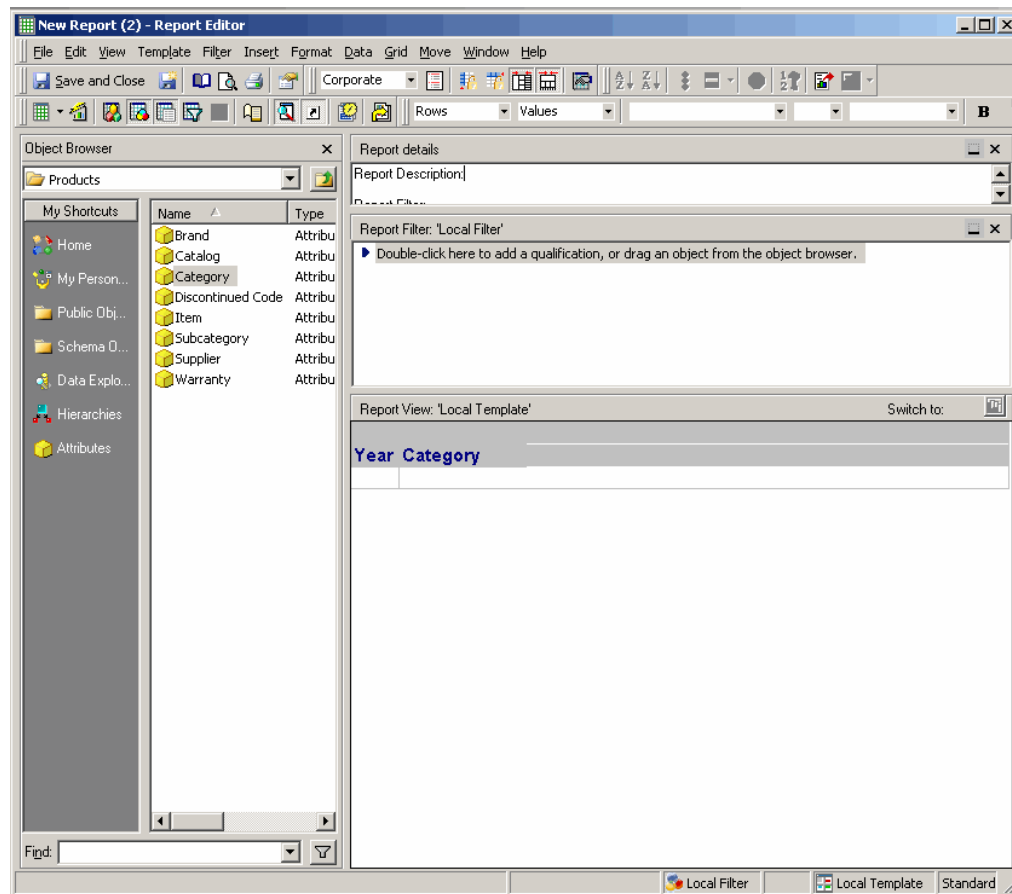 New Report (2) - Report Editor
File Edit View Template Filter Insert Format Data Grid Move Window Help
Save and Close Corporate
Rows Values B
Object Browser
Products
My Shortcuts
Home
My Person...
Public Obj...
Schema O...
Data Explo...
Hierarchies
Attributes
Name Type
Brand Attribu
Catalog Attribu
Category Attribu
Discontinued Code Attribu
Item Attribu
Subcategory Attribu
Supplier Attribu
Warranty Attribu
Find:
Report details
Report Description:
Report Filter:
Report Filter: 'Local Filter'
Double-click here to add a qualification, or drag an object from the object browser.
Report View: 'Local Template' Switch to:
Year Category
Local Filter Local Template Standard